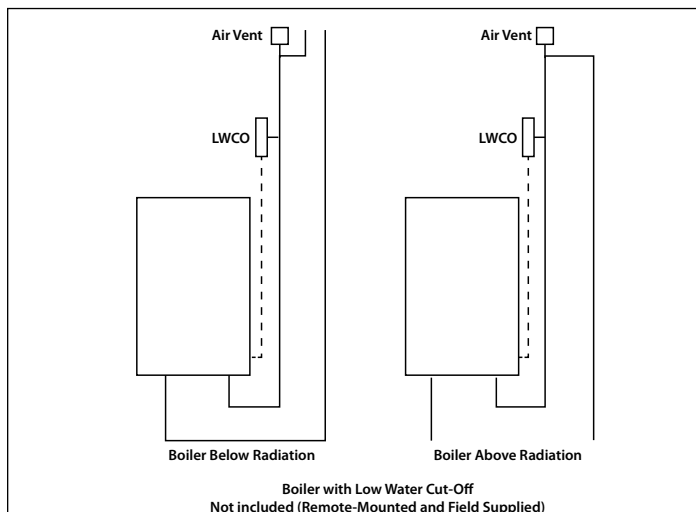 Air Vent
LWCO
Boiler Below Radiation
Air Vent
LWCO
Boiler Above Radiation
Boiler with Low Water Cut-Off
Not included (Remote-Mounted and Field Supplied)